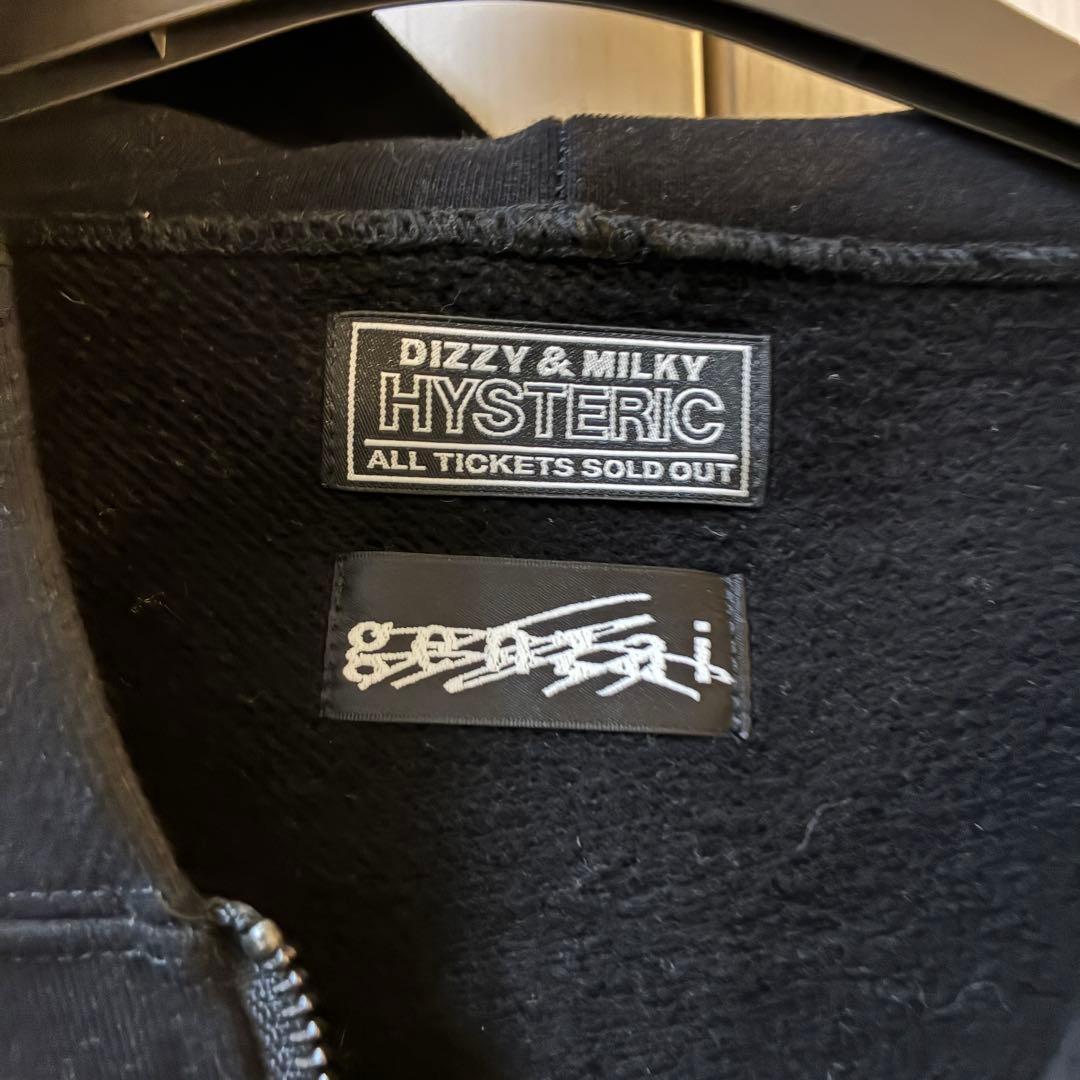 DIZZY & MILKY
HYSTERIC
ALL TICKETS SOLD OUT